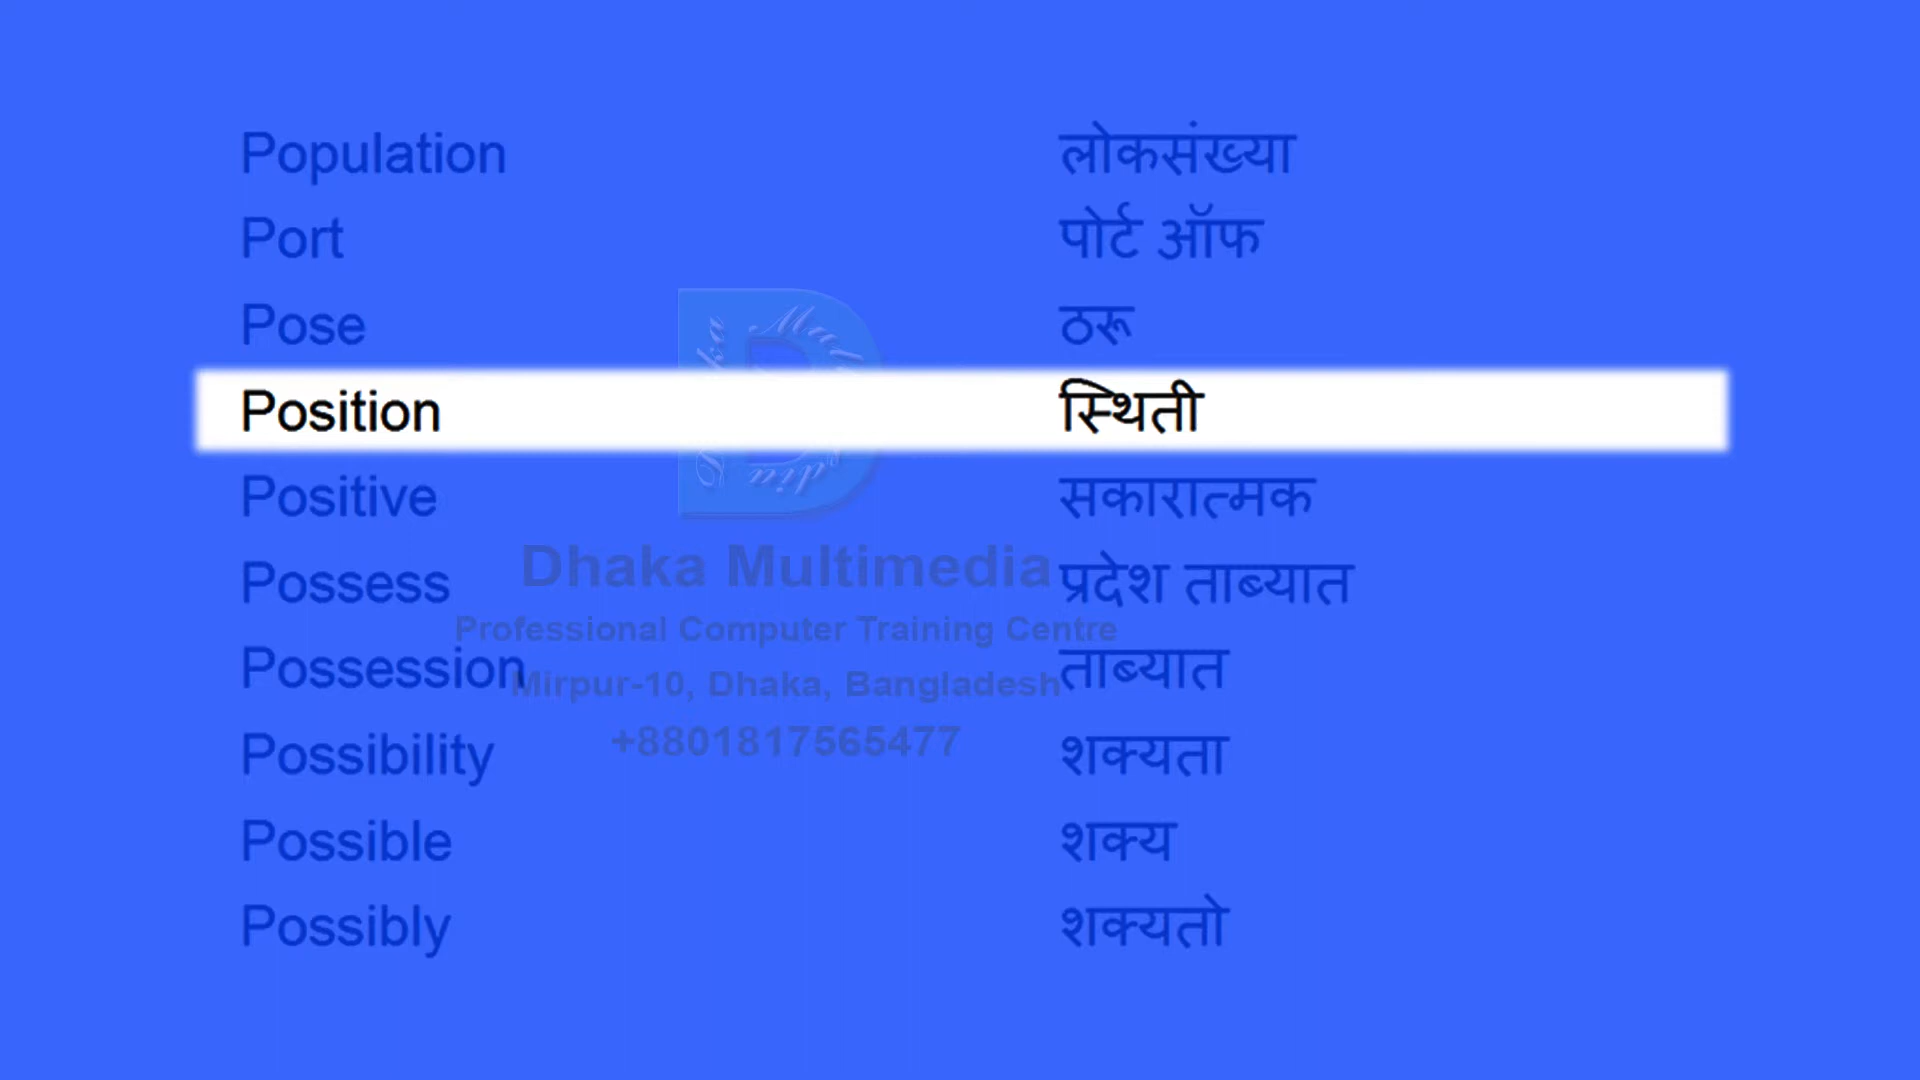 Population लोकसंख्या
Port पोर्ट ऑफ
Pose ठरू
Position स्थिती
Positive सकारात्मक
Dhaka Multimedia
Possess प्रदेश ताब्यात
Professional Computer Training Centre
Possession ताब्यात
Mirpur-10, Dhaka, Bangladesh
+8801817565477
Possibility शक्यता
Possible शक्य
Possibly शक्यतो